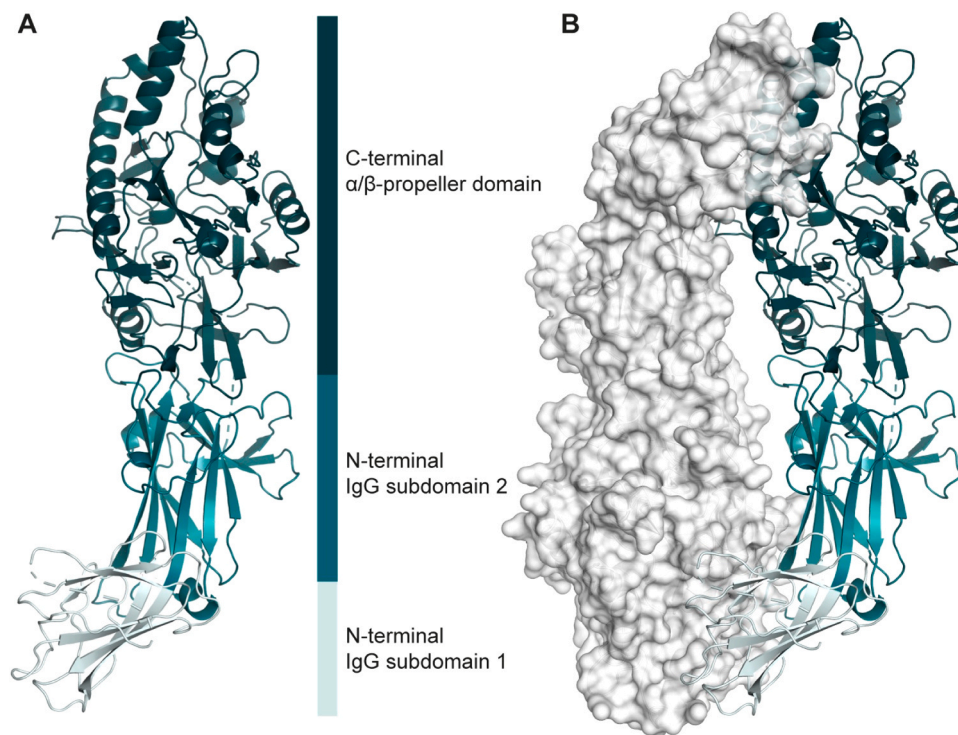 A
B
C-terminal
α/β-propeller domain
N-terminal
IgG subdomain 2
N-terminal
IgG subdomain 1